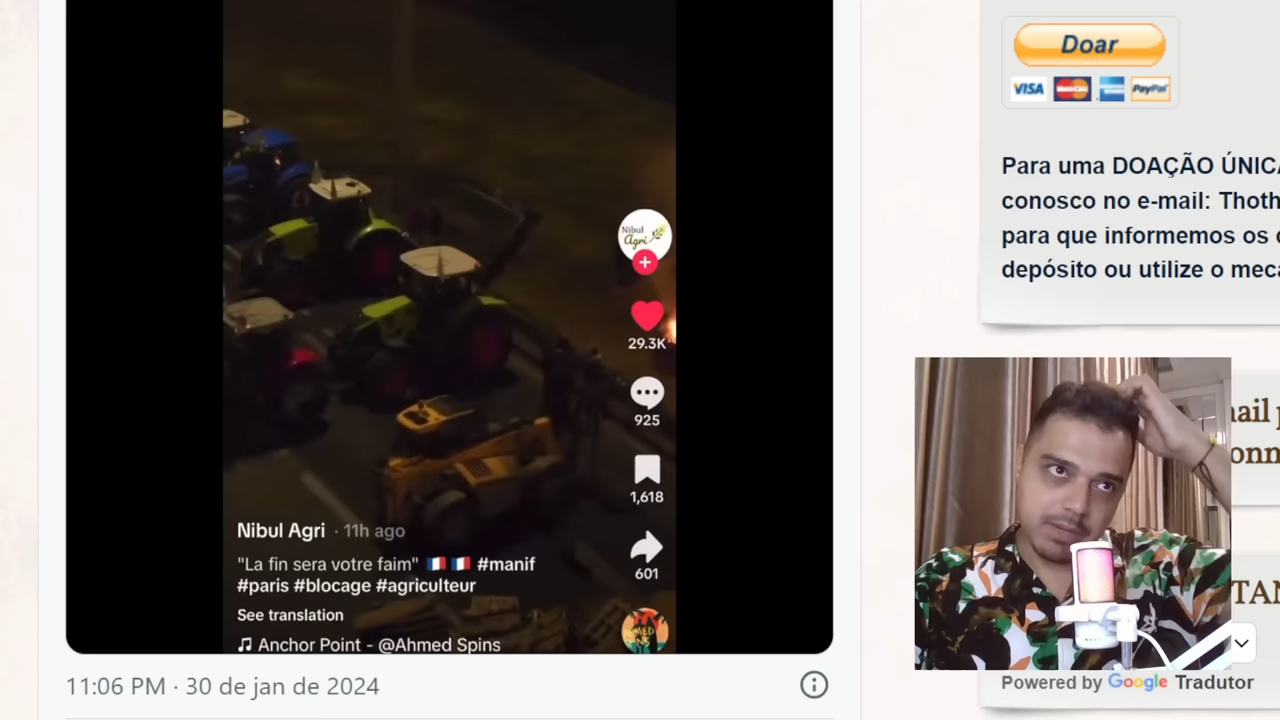 Nibul
Agri
29.3K
925
1,618
601
Nibul Agri · 11h ago
"La fin sera votre faim" 🇫🇷🇫🇷 #manif
#paris #blocage #agriculteur
See translation
Anchor Point - @Ahmed Spins
AHMED
11:06 PM · 30 de jan de 2024
Doar
VISA
MasterCard
PayPal
Para uma DOAÇÃO ÚNICA
conosco no e-mail: Thoth
para que informemos os
depósito ou utilize o
Powered by Google Tradutor